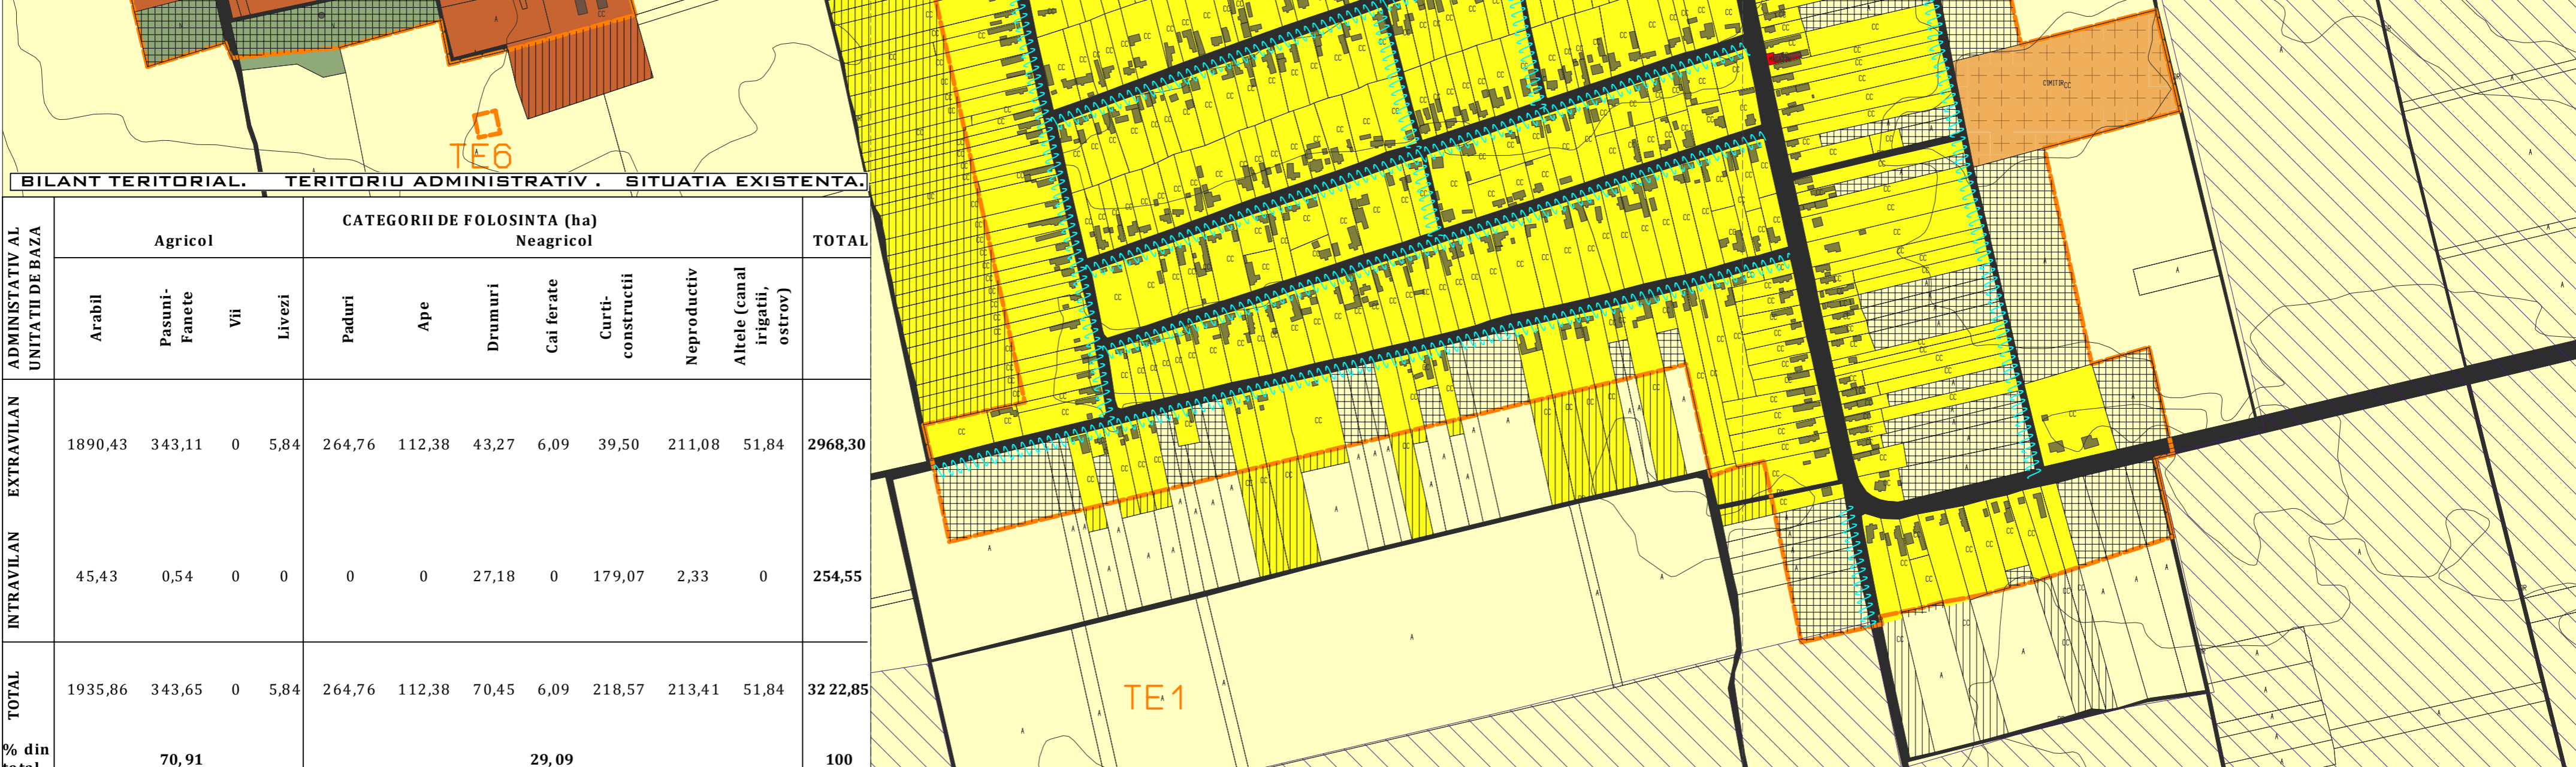 TE6
BILANT TERITORIAL. TERITORIU ADMINISTRATIV . SITUATIA EXISTENTA.
ADMINISTATIV AL
UNITATII DE BAZA
CATEGORII DE FOLOSINTA (ha)
Agricol Neagricol TOTAL
Arabil
Pasuni-
Fanete
Vii
Livezi
Paduri
Ape
Drumuri
Cai ferate
Curti-
constructii
Neproductiv
Altele (canal
irigatii,
ostrov)
EXTRAVILAN 1890,43 343,11 0 5,84 264,76 112,38 43,27 6,09 39,50 211,08 51,84 2968,30
INTRAVILAN 45,43 0,54 0 0 0 0 27,18 0 179,07 2,33 0 254,55
TOTAL 1935,86 343,65 0 5,84 264,76 112,38 70,45 6,09 218,57 213,41 51,84 3222,85
% din
total 70,91 29,09 100
CIMITIR
CC
TE1